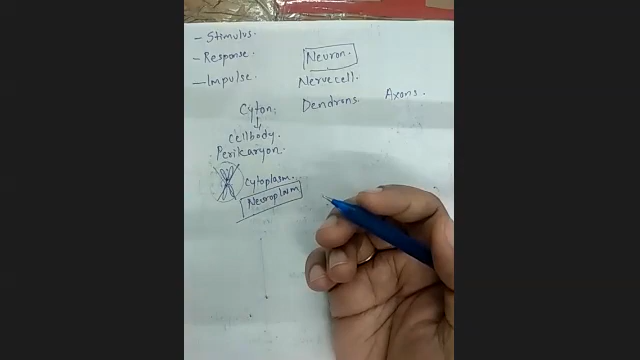 - Stimulus.
- Response.
- Impulse.
Neuron.
Nervecell.
Cyton,
Dendrons.
Axons.
cellbody.
Perikaryon,
cytoplasm.
Neuroplasm